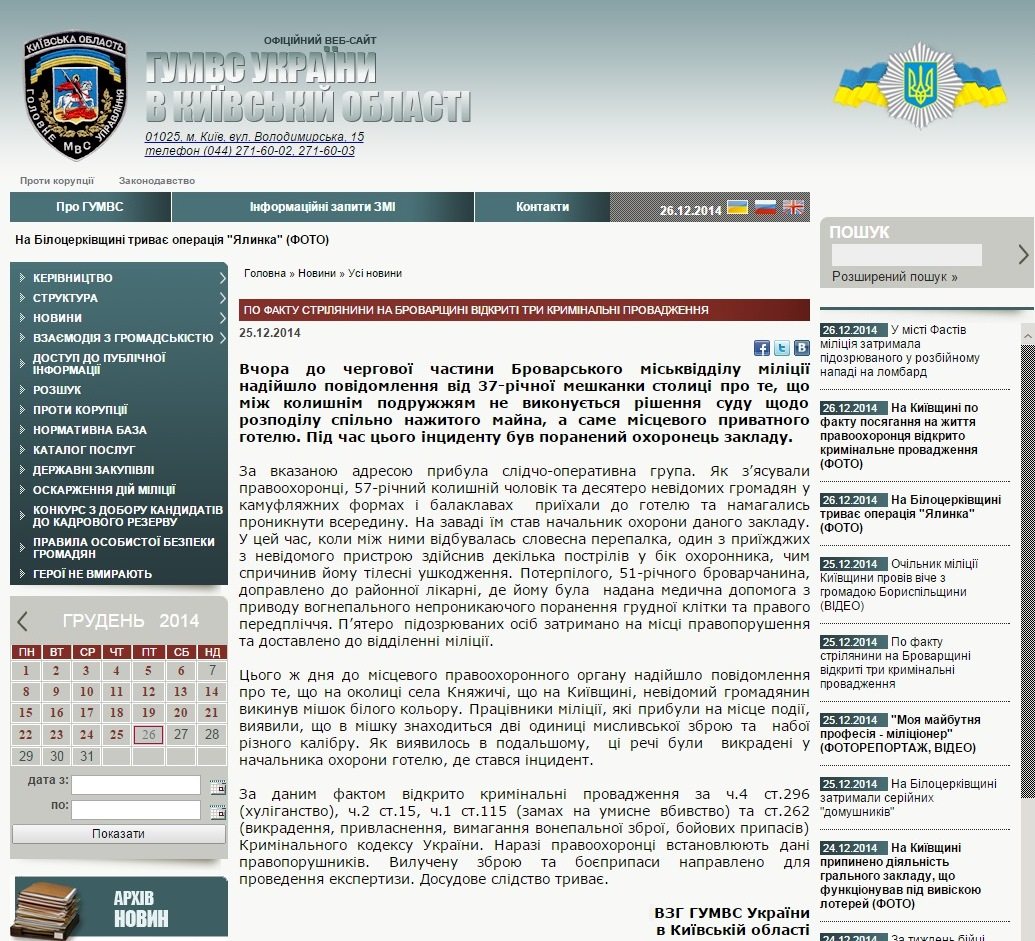 КИЇВСЬКА ОБЛАСТЬ
ГОЛОВНЕ УПРАВЛІННЯ
МВС
ОФІЦІЙНИЙ ВЕБ-САЙТ
ГУМВС УКРАЇНИ
В КИЇВСЬКІЙ ОБЛАСТІ
01025, м. Київ, вул. Володимирська, 15
телефон (044) 271-60-02, 271-60-03
Проти корупції Законодавство
Про ГУМВС Інформаційні запити ЗМІ Контакти 26.12.2014
На Білоцерківщині триває операція "Ялинка" (ФОТО)
КЕРІВНИЦТВО
СТРУКТУРА
НОВИНИ
ВЗАЄМОДІЯ З ГРОМАДСЬКІСТЮ
ДОСТУП ДО ПУБЛІЧНОЇ
ІНФОРМАЦІЇ
РОЗШУК
ПРОТИ КОРУПЦІЇ
НОРМАТИВНА БАЗА
КАТАЛОГ ПОСЛУГ
ДЕРЖАВНІ ЗАКУПІВЛІ
ОСКАРЖЕННЯ ДІЙ МІЛІЦІЇ
КОНКУРС З ДОБОРУ КАНДИДАТІВ
ДО КАДРОВОГО РЕЗЕРВУ
ПРАВИЛА ОСОБИСТОЇ БЕЗПЕКИ
ГРОМАДЯН
ГЕРОЇ НЕ ВМИРАЮТЬ
ГРУДЕНЬ 2014
ПН ВТ СР ЧТ ПТ СБ НД
1 2 3 4 5 6 7
8 9 10 11 12 13 14
15 16 17 18 19 20 21
22 23 24 25 26 27 28
29 30 31
дата з:
по:
Показати
АРХІВ
НОВИН
Головна » Новини » Усі новини
ПО ФАКТУ СТРІЛЯНИНИ НА БРОВАРЩИНІ ВІДКРИТІ ТРИ КРИМІНАЛЬНІ ПРОВАДЖЕННЯ
25.12.2014
Вчора до чергової частини Броварського міськвідділу міліції
надійшло повідомлення від 37-річної мешканки столиці про те, що
між колишнім подружжям не виконується рішення суду щодо
розподілу спільно нажитого майна, а саме місцевого приватного
готелю. Під час цього інциденту був поранений охоронець закладу.
За вказаною адресою прибула слідчо-оперативна група. Як з’ясували
правоохоронці, 57-річний колишній чоловік та десятеро невідомих громадян у
камуфляжних формах і балаклавах приїхали до готелю та намагались
проникнути всередину. На заваді їм став начальник охорони даного закладу.
У цей час, коли між ними відбувалась словесна перепалка, один з приїжджих
з невідомого пристрою здійснив декілька пострілів у бік охоронника, чим
спричинив йому тілесні ушкодження. Потерпілого, 51-річного броварчанина,
доправлено до районної лікарні, де йому була надана медична допомога з
приводу вогнепального непроникаючого поранення грудної клітки та правого
передпліччя. П’ятеро підозрюваних осіб затримано на місці правопорушення
та доставлено до відділенні міліції.
Цього ж дня до місцевого правоохоронного органу надійшло повідомлення
про те, що на околиці села Княжичі, що на Київщині, невідомий громадянин
викинув мішок білого кольору. Працівники міліції, які прибули на місце події,
виявили, що в мішку знаходиться дві одиниці мисливської зброю та набої
різного калібру. Як виявилось в подальшому, ці речі були викрадені у
начальника охорони готелю, де стався інцидент.
За даним фактом відкрито кримінальні провадження за ч.4 ст.296
(хуліганство), ч.2 ст.15, ч.1 ст.115 (замах на умисне вбивство) та ст.262
(викрадення, привласнення, вимагання вонепальної зброї, бойових припасів)
Кримінального кодексу України. Наразі правоохоронці встановлюють дані
правопорушників. Вилучену зброю та боєприпаси направлено для
проведення експертизи. Досудове слідство триває.
ВЗГ ГУМВС України
в Київській області
ПОШУК
Розширений пошук »
26.12.2014 У місті Фастів
міліція затримала
підозрюваного у розбійному
нападі на ломбард
26.12.2014 На Київщині по
факту посягання на життя
правоохоронця відкрито
кримінальне провадження
(ФОТО)
26.12.2014 На Білоцерківщині
триває операція "Ялинка"
(ФОТО)
25.12.2014 Очільник міліції
Київщини провів віче з
громадою Бориспільщини
(ВІДЕО)
25.12.2014 По факту
стрілянини на Броварщині
відкриті три кримінальні
провадження
25.12.2014 "Моя майбутня
професія - міліціонер"
(ФОТОРЕПОРТАЖ, ВІДЕО)
25.12.2014 На Білоцерківщині
затримали серійних
"домушників"
24.12.2014 На Київщині
припинено діяльність
грального закладу, що
функціонував під вивіскою
лотерей (ФОТО)
24.12.2014 За тиждень бійці